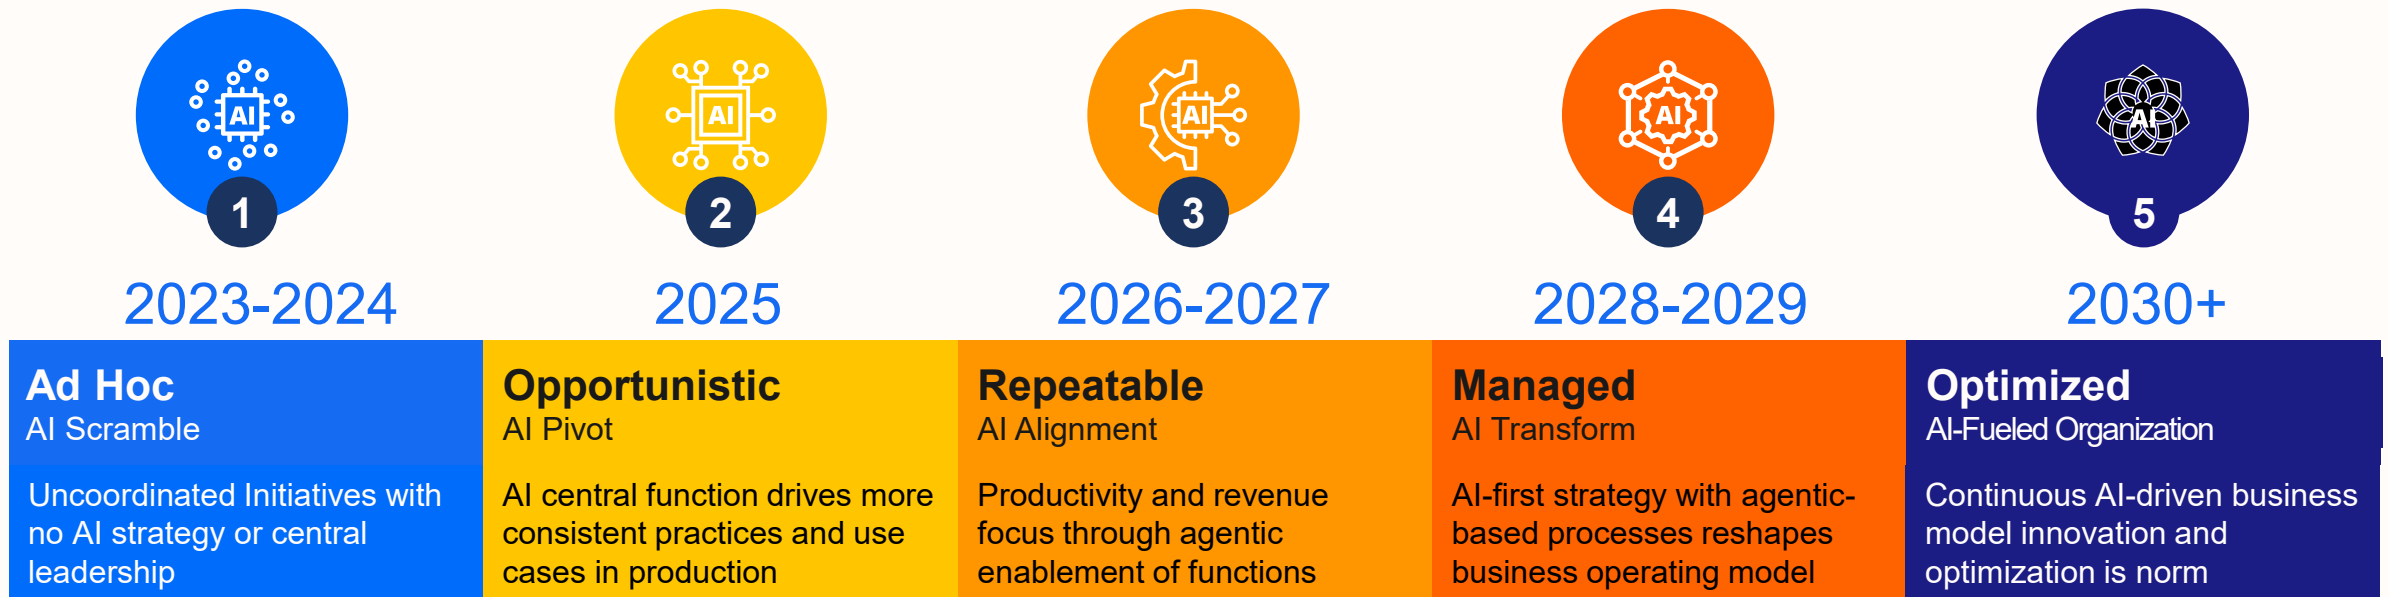 AI
AI
AI
AI
AI
1
2
3
4
5
2023-2024
2025
2026-2027
2028-2029
2030+
Ad Hoc
AI Scramble
Uncoordinated Initiatives with
no AI strategy or central
leadership
Opportunistic
AI Pivot
AI central function drives more
consistent practices and use
cases in production
Repeatable
AI Alignment
Productivity and revenue
focus through agentic
enablement of functions
Managed
AI Transform
AI-first strategy with agentic-
based processes reshapes
business operating model
Optimized
AI-Fueled Organization
Continuous AI-driven business
model innovation and
optimization is norm